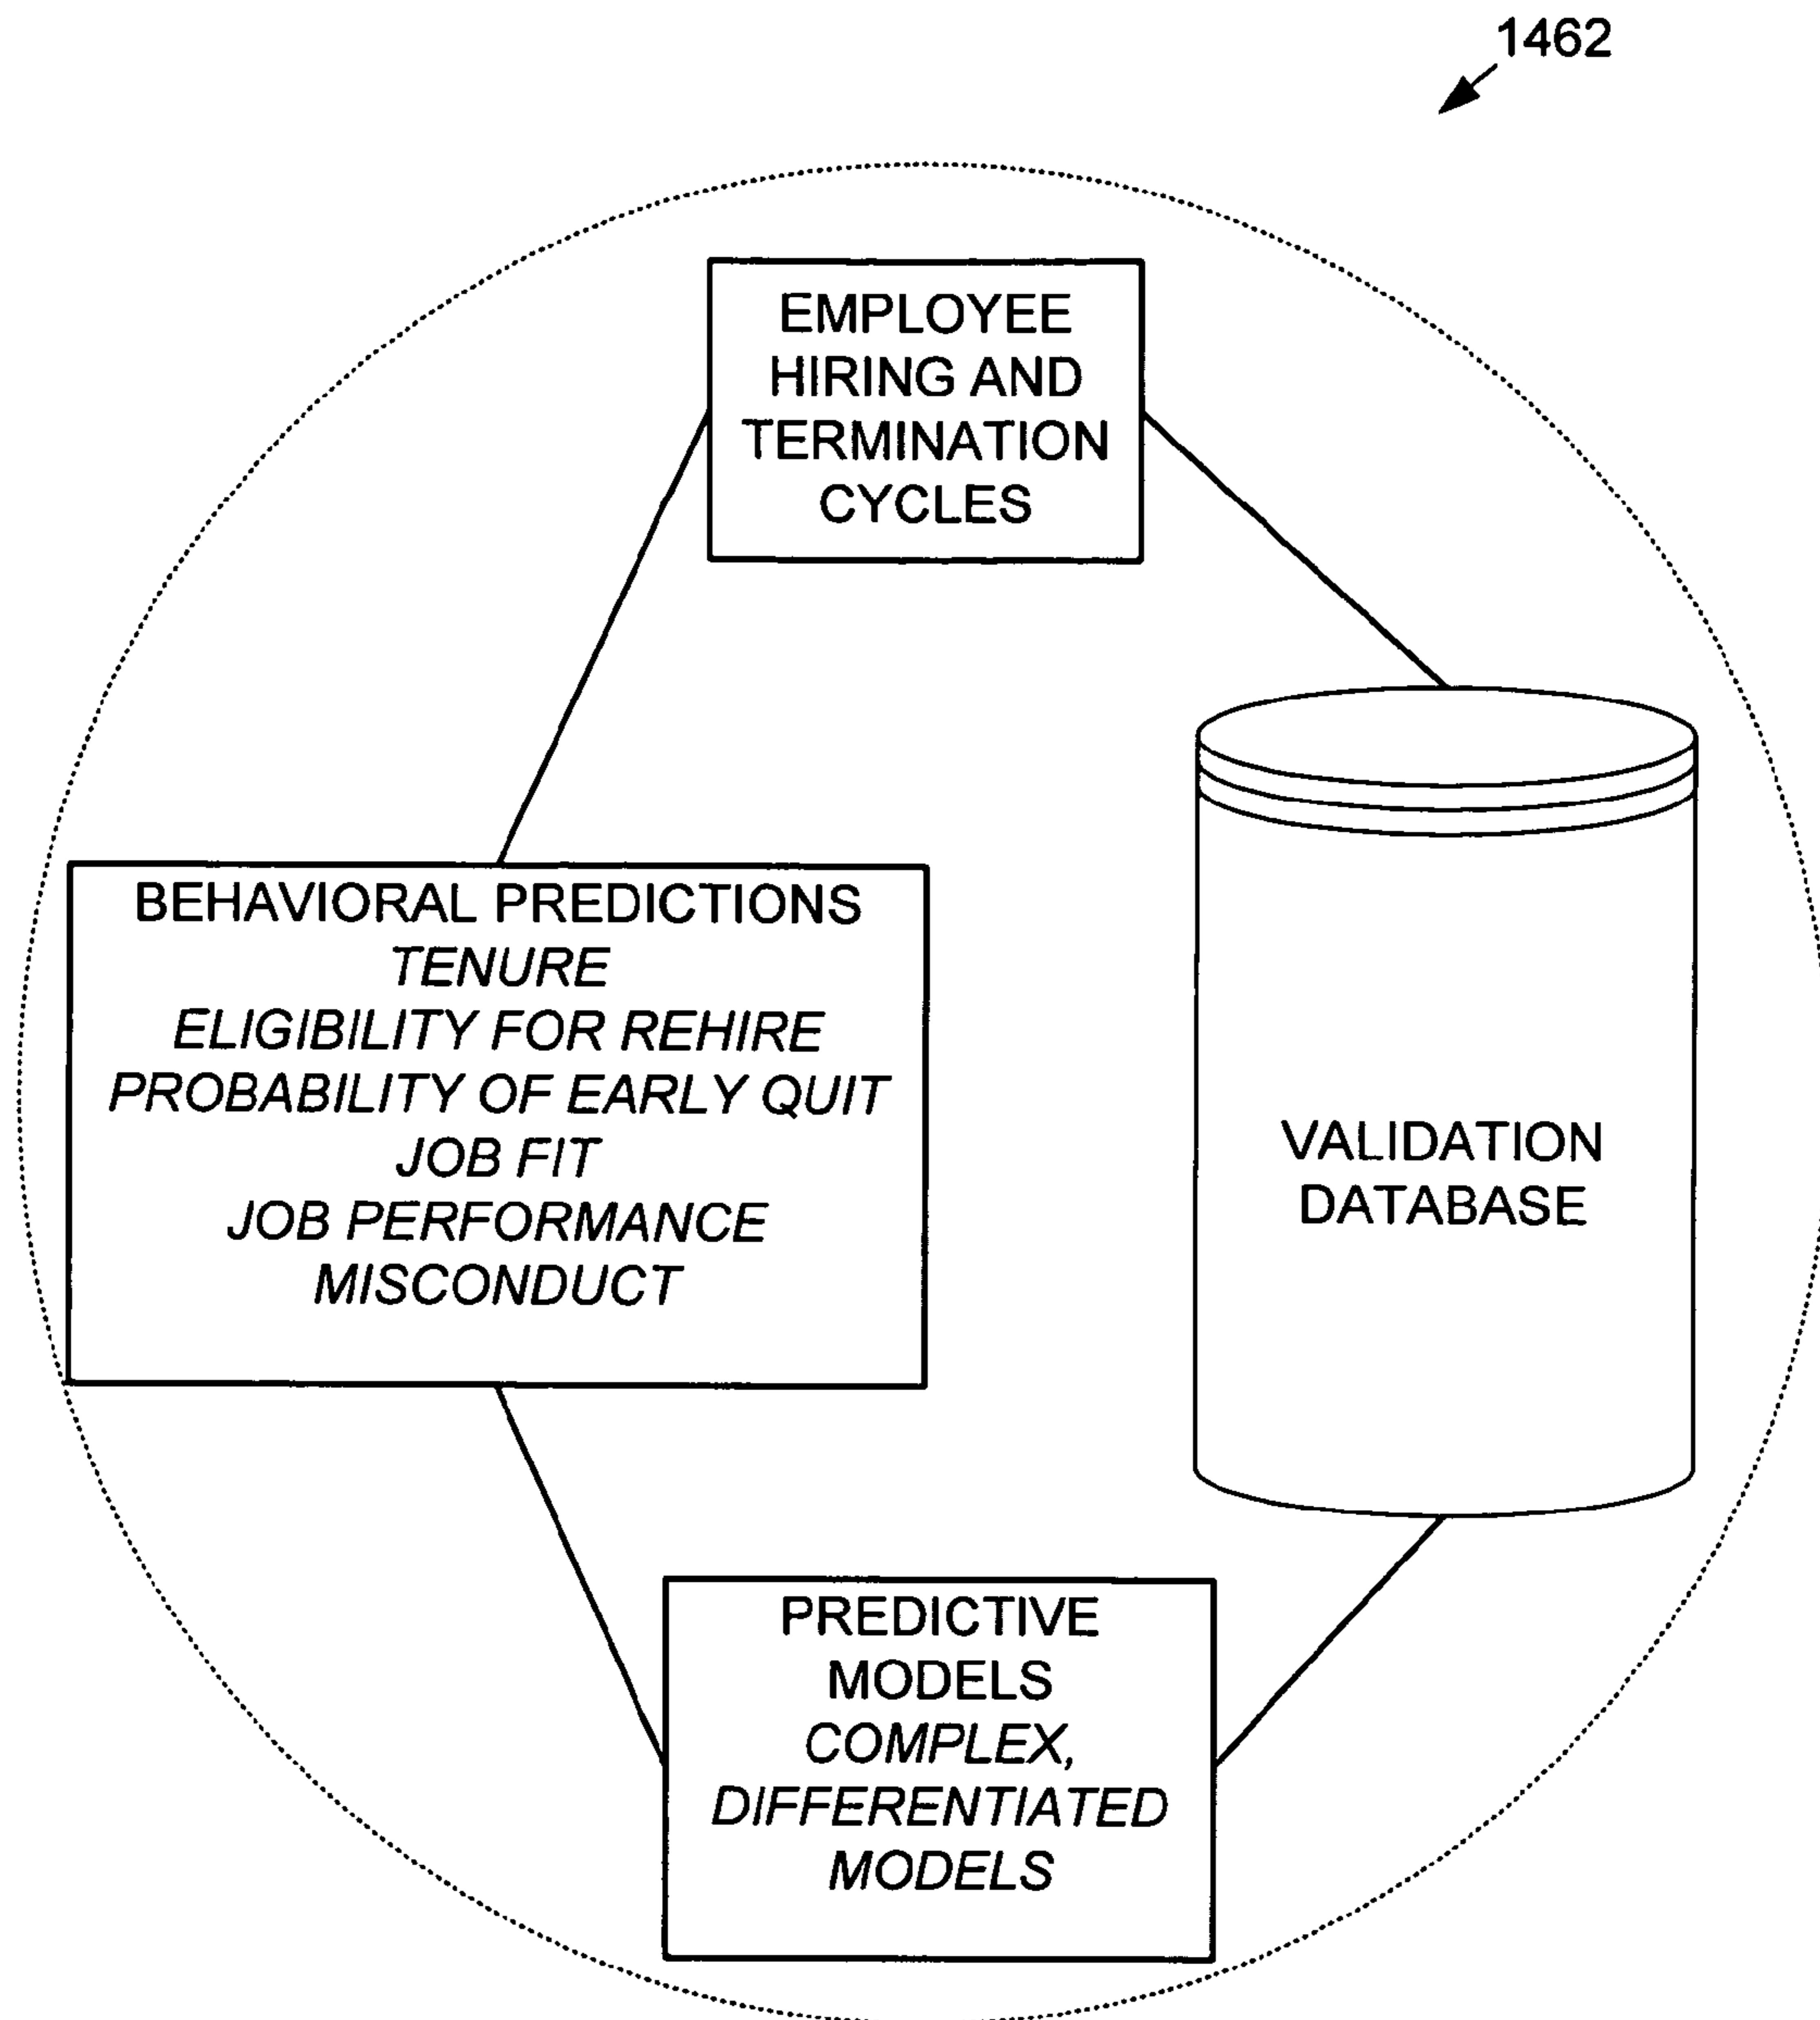 1462
EMPLOYEE
HIRING AND
TERMINATION
CYCLES
BEHAVIORAL PREDICTIONS
TENURE
ELIGIBILITY FOR REHIRE
PROBABILITY OF EARLY QUIT
JOB FIT
JOB PERFORMANCE
MISCONDUCT
VALIDATION
DATABASE
PREDICTIVE
MODELS
COMPLEX,
DIFFERENTIATED
MODELS